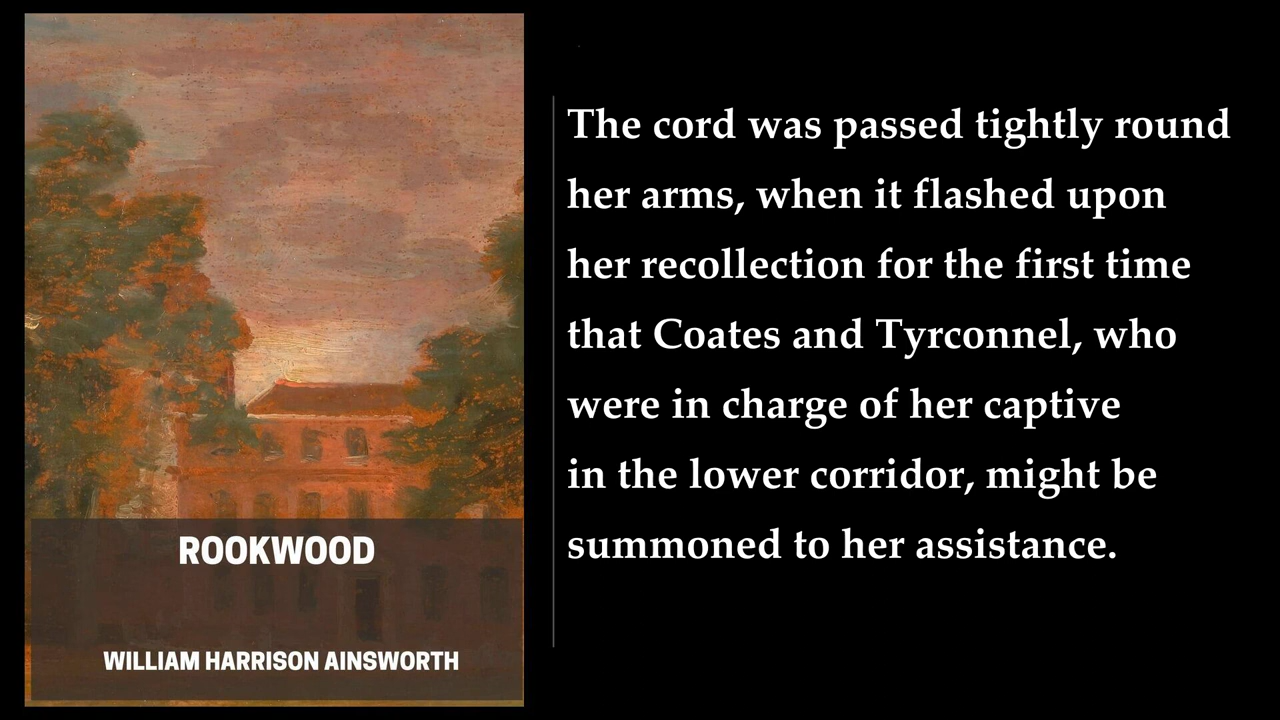 The cord was passed tightly round
her arms, when it flashed upon
her recollection for the first time
that Coates and Tyrconnel, who
were in charge of her captive
in the lower corridor, might be
summoned to her assistance.
ROOKWOOD
WILLIAM HARRISON AINSWORTH